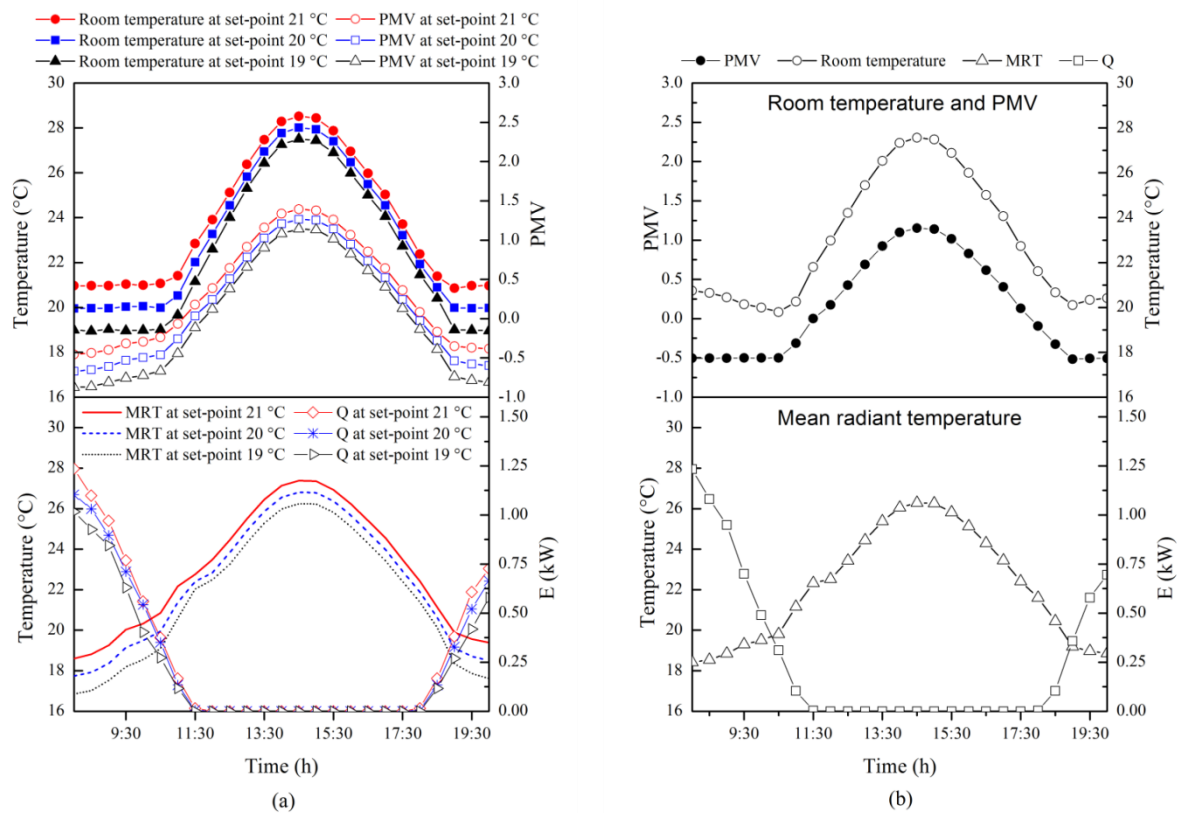 Room temperature at set-point 21 °C PMV at set-point 21 °C
Room temperature at set-point 20 °C PMV at set-point 20 °C
Room temperature at set-point 19 °C PMV at set-point 19 °C
30
28
26
24
22
20
18
16
Temperature (°C)
3.0
2.5
2.0
1.5
1.0
0.5
0.0
-0.5
-1.0
PMV
MRT at set-point 21 °C Q at set-point 21 °C
MRT at set-point 20 °C Q at set-point 20 °C
MRT at set-point 19 °C Q at set-point 19 °C
30
28
26
24
22
20
18
16
Temperature (°C)
1.50
1.25
1.00
0.75
0.50
0.25
0.00
E (kW)
9:30 11:30 13:30 15:30 17:30 19:30
Time (h)
(a)
PMV Room temperature MRT Q
Room temperature and PMV
3.0
2.5
2.0
1.5
1.0
0.5
0.0
-0.5
-1.0
PMV
30
28
26
24
22
20
18
16
Temperature (°C)
Mean radiant temperature
30
28
26
24
22
20
18
16
Temperature (°C)
1.50
1.25
1.00
0.75
0.50
0.25
0.00
E (kW)
9:30 11:30 13:30 15:30 17:30 19:30
Time (h)
(b)